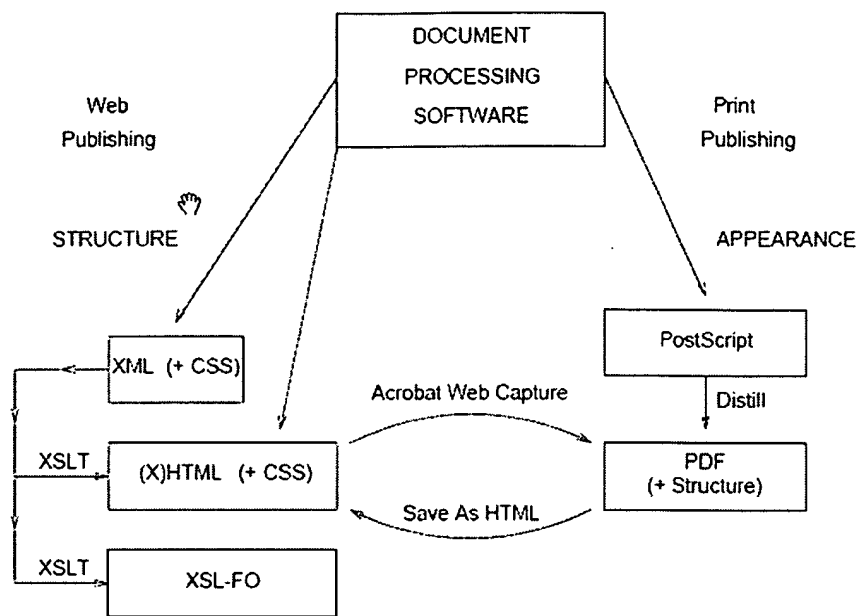 DOCUMENT
PROCESSING
SOFTWARE
Web
Publishing
Print
Publishing
STRUCTURE
APPEARANCE
PostScript
XML (+ CSS)
Distill
Acrobat Web Capture
XSLT
(X)HTML (+ CSS)
PDF
(+ Structure)
Save As HTML
XSLT
XSL-FO